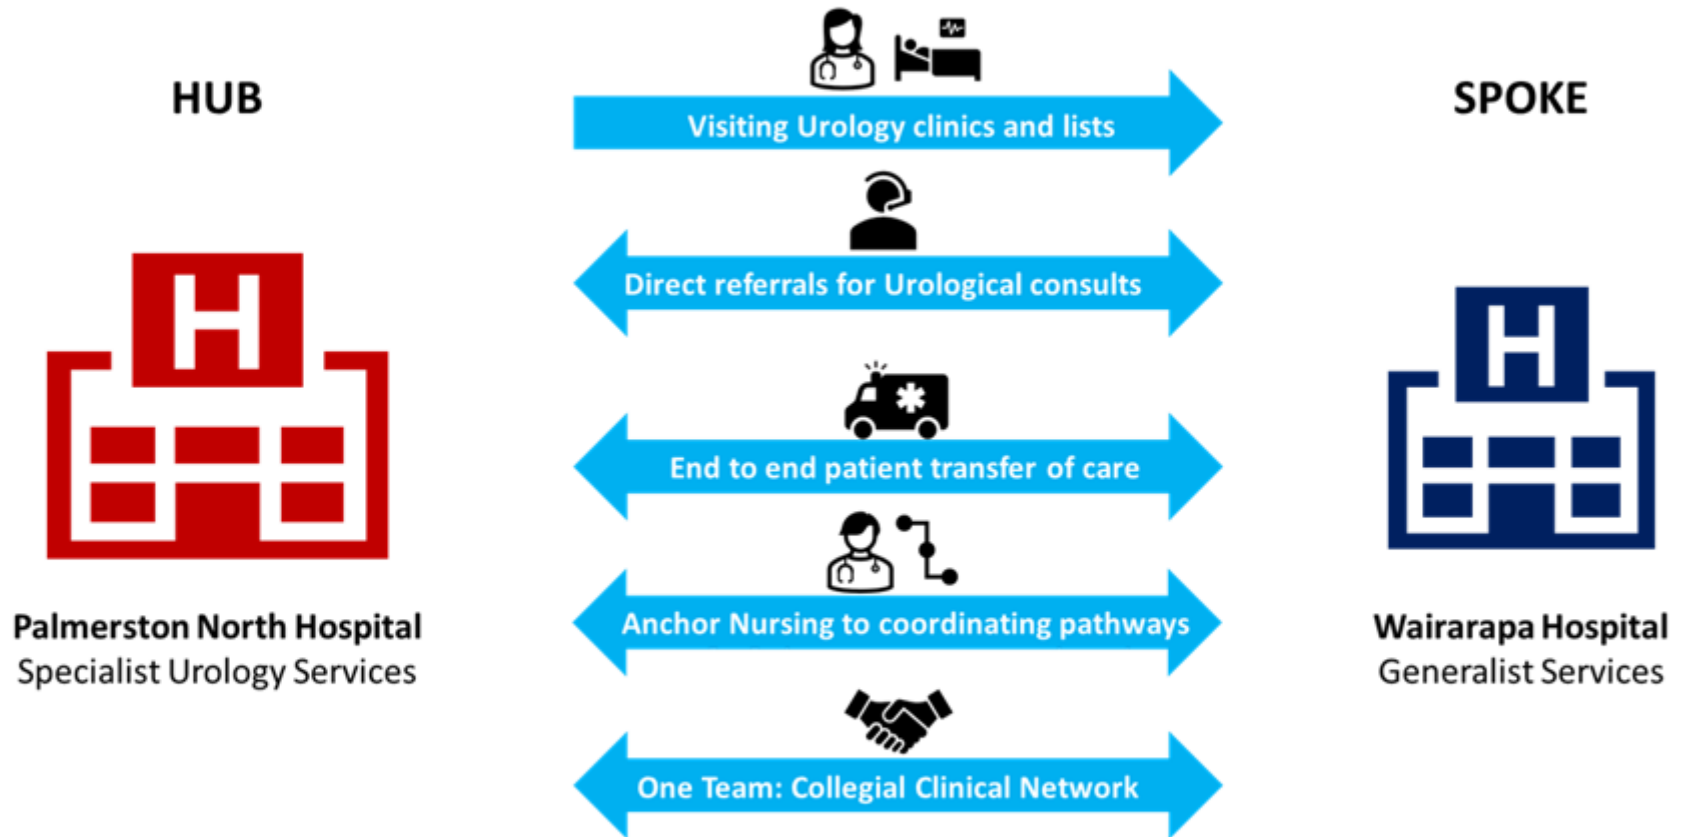 HUB
SPOKE
Visiting Urology clinics and lists
Direct referrals for Urological consults
H
H
End to end patient transfer of care
Anchor Nursing to coordinating pathways
Palmerston North Hospital
Specialist Urology Services
Wairarapa Hospital
Generalist Services
One Team: Collegial Clinical Network